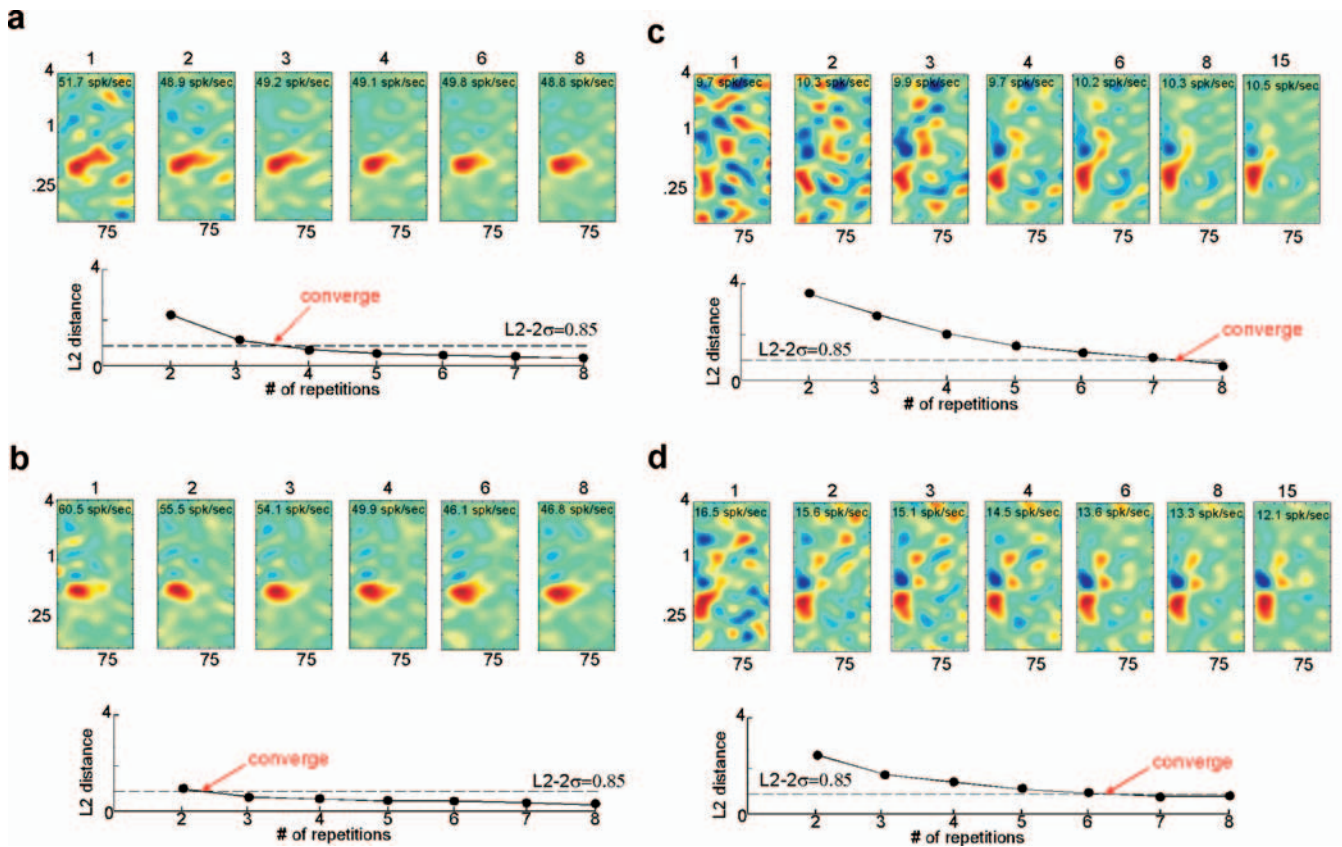 a
1 2 3 4 6 8
4 51.7 spk/sec 48.9 spk/sec 49.2 spk/sec 49.1 spk/sec 49.8 spk/sec 48.8 spk/sec
1
.25
75 75 75 75 75 75
4
converge
L2-2σ=0.85
L2 distance
0
2 3 4 5 6 7 8
# of repetitions
b
1 2 3 4 6 8
4 60.5 spk/sec 55.5 spk/sec 54.1 spk/sec 49.9 spk/sec 46.1 spk/sec 46.8 spk/sec
1
.25
75 75 75 75 75 75
4
converge
L2-2σ=0.85
L2 distance
0
2 3 4 5 6 7 8
# of repetitions
c
1 2 3 4 6 8 15
4 9.7 spk/sec 10.3 spk/sec 9.9 spk/sec 9.7 spk/sec 10.2 spk/sec 10.3 spk/sec 10.5 spk/sec
1
.25
75 75 75 75 75 75 75
4
converge
L2-2σ=0.85
L2 distance
0
2 3 4 5 6 7 8
# of repetitions
d
1 2 3 4 6 8 15
4 16.5 spk/sec 15.6 spk/sec 15.1 spk/sec 14.5 spk/sec 13.6 spk/sec 13.3 spk/sec 12.1 spk/sec
1
.25
75 75 75 75 75 75 75
4
converge
L2-2σ=0.85
L2 distance
0
2 3 4 5 6 7 8
# of repetitions